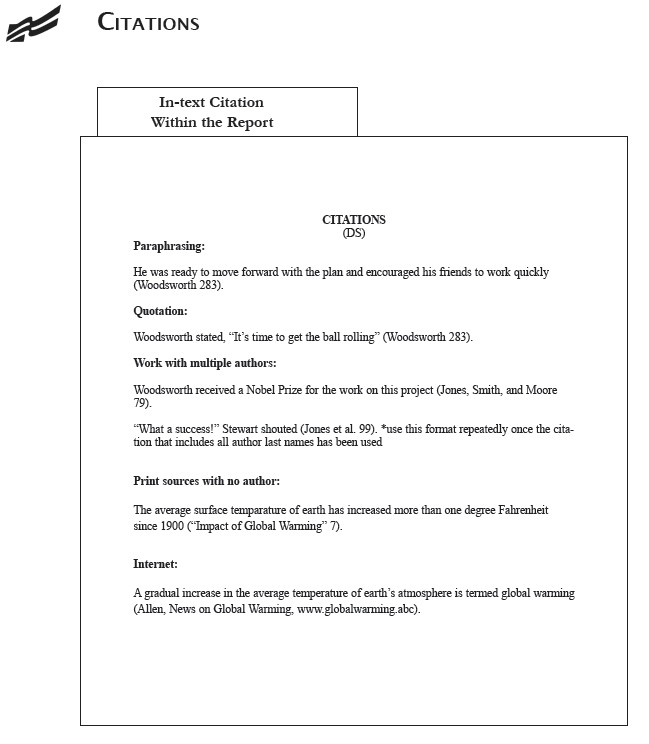 CITATIONS
In-text Citation
Within the Report
CITATIONS
(DS)
Paraphrasing:
He was ready to move forward with the plan and encouraged his friends to work quickly
(Woodsworth 283).
Quotation:
Woodsworth stated, “It’s time to get the ball rolling” (Woodsworth 283).
Work with multiple authors:
Woodsworth received a Nobel Prize for the work on this project (Jones, Smith, and Moore
79).
“What a success!” Stewart shouted (Jones et al. 99). *use this format repeatedly once the cita-
tion that includes all author last names has been used
Print sources with no author:
The average surface temparature of earth has increased more than one degree Fahrenheit
since 1900 (“Impact of Global Warming” 7).
Internet:
A gradual increase in the average temperature of earth’s atmosphere is termed global warming
(Allen, News on Global Warming, www.globalwarming.abc).